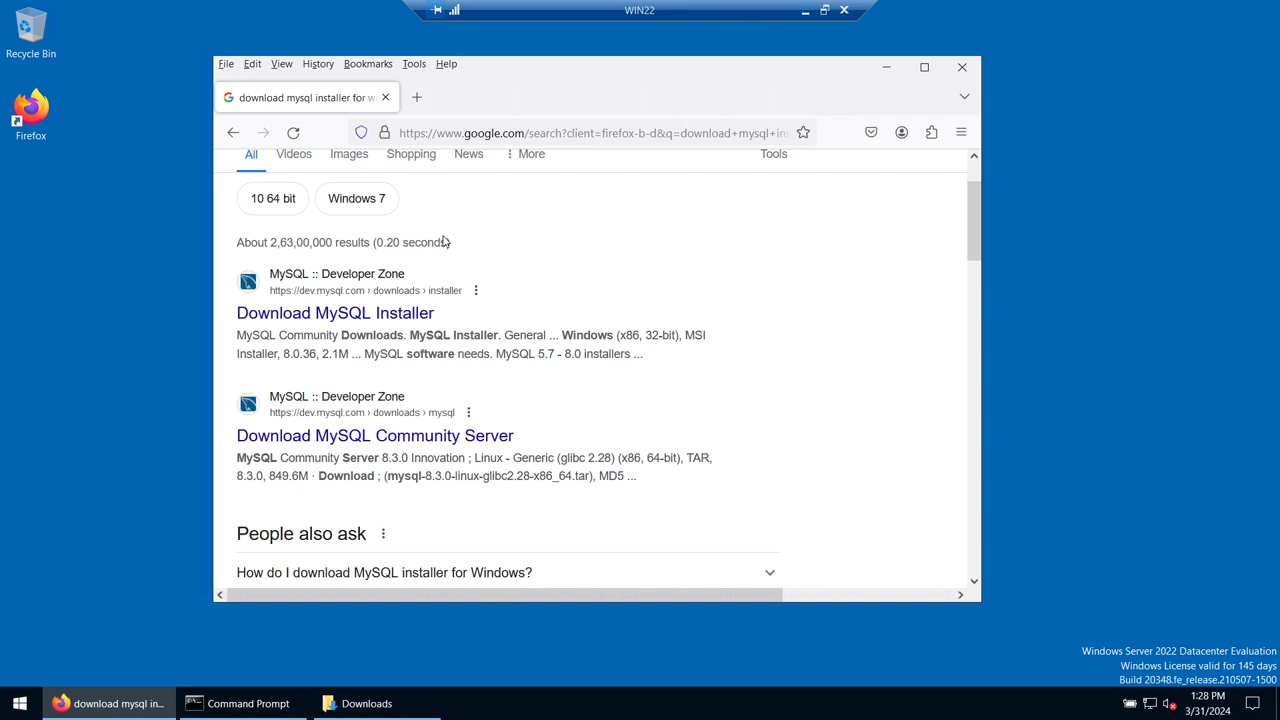 WIN22
Recycle Bin
Firefox
File Edit View History Bookmarks Tools Help
download mysql installer for wi
https://www.google.com/search?client=firefox-b-d&q=download+mysql+ins
All Videos Images Shopping News More Tools
10 64 bit Windows 7
About 2,63,00,000 results (0.20 seconds)
MySQL :: Developer Zone
https://dev.mysql.com › downloads › installer
Download MySQL Installer
MySQL Community Downloads. MySQL Installer. General ... Windows (x86, 32-bit), MSI
Installer, 8.0.36, 2.1M ... MySQL software needs. MySQL 5.7 - 8.0 installers ...
MySQL :: Developer Zone
https://dev.mysql.com › downloads › mysql
Download MySQL Community Server
MySQL Community Server 8.3.0 Innovation ; Linux - Generic (glibc 2.28) (x86, 64-bit), TAR,
8.3.0, 849.6M · Download ; (mysql-8.3.0-linux-glibc2.28-x86_64.tar), MD5 ...
People also ask
How do I download MySQL installer for Windows?
Windows Server 2022 Datacenter Evaluation
Windows License valid for 145 days
Build 20348.fe_release.210507-1500
download mysql in... Command Prompt Downloads
1:28 PM
3/31/2024